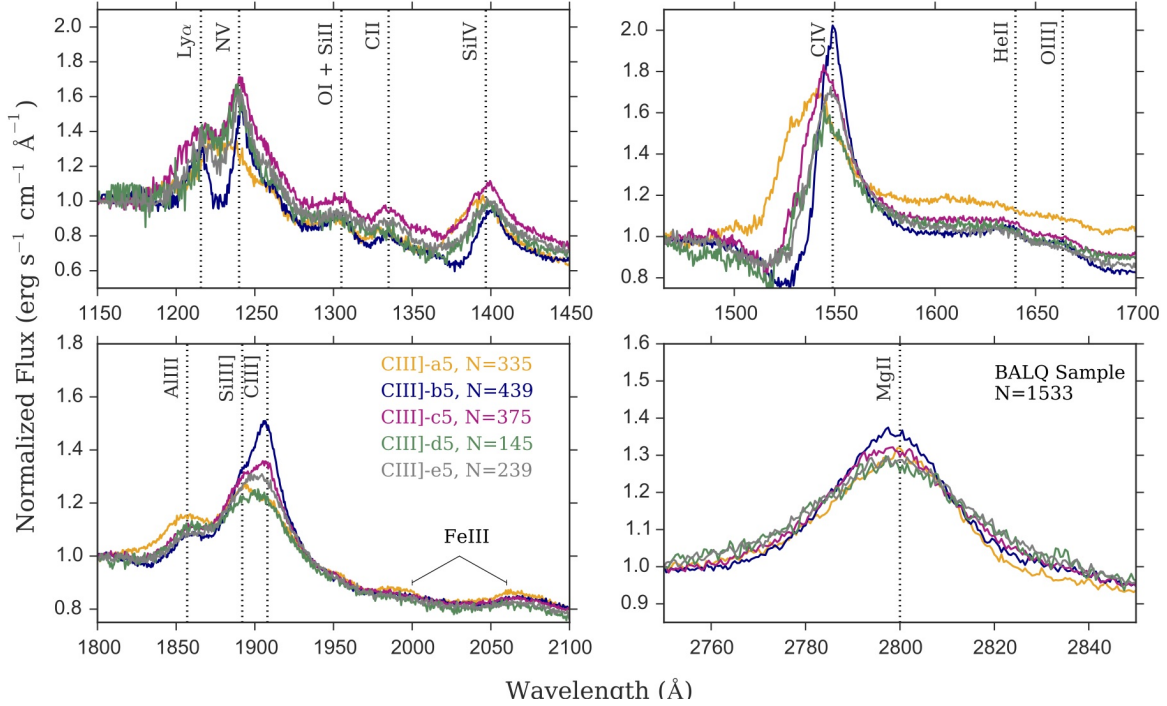 Normalized Flux (erg s⁻¹ cm⁻¹ Å⁻¹)
2.0
1.8
1.6
1.4
1.2
1.0
0.8
0.6
Lyα
NV
OI + SiII
CII
SiIV
1150 1200 1250 1300 1350 1400 1450
2.0
1.8
1.6
1.4
1.2
1.0
0.8
CIV
HeII
OIII]
1500 1550 1600 1650 1700
1.8
1.6
1.4
1.2
1.0
0.8
AlIII
SiIII]
CIII]
CIII]-a5, N=335
CIII]-b5, N=439
CIII]-c5, N=375
CIII]-d5, N=145
CIII]-e5, N=239
FeIII
1800 1850 1900 1950 2000 2050 2100
1.6
1.5
1.4
1.3
1.2
1.1
1.0
0.9
MgII
BALQ Sample
N=1533
2760 2780 2800 2820 2840
Wavelength (Å)